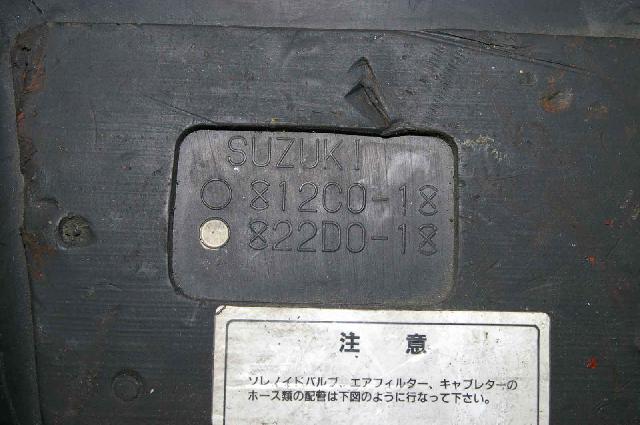 SUZUKI
812C0-18
822D0-18
注 意
ソレノイドバルブ、エアフィルター、キャブレターの
ホース類の配管は下図のように行なって下さい。